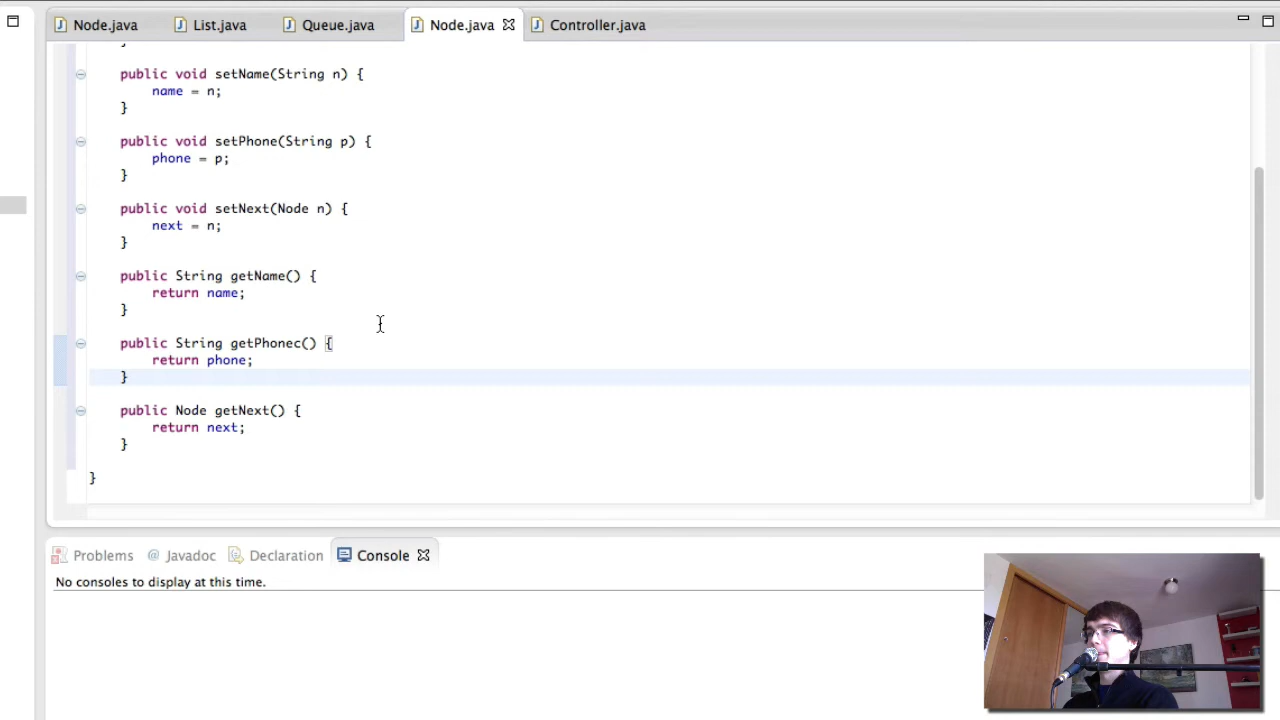 Node.java List.java Queue.java Node.java Controller.java
public void setName(String n) {
name = n;
}
public void setPhone(String p) {
phone = p;
}
public void setNext(Node n) {
next = n;
}
public String getName() {
return name;
}
public String getPhonec() {
return phone;
}
public Node getNext() {
return next;
}
}
Problems @ Javadoc Declaration Console
No consoles to display at this time.